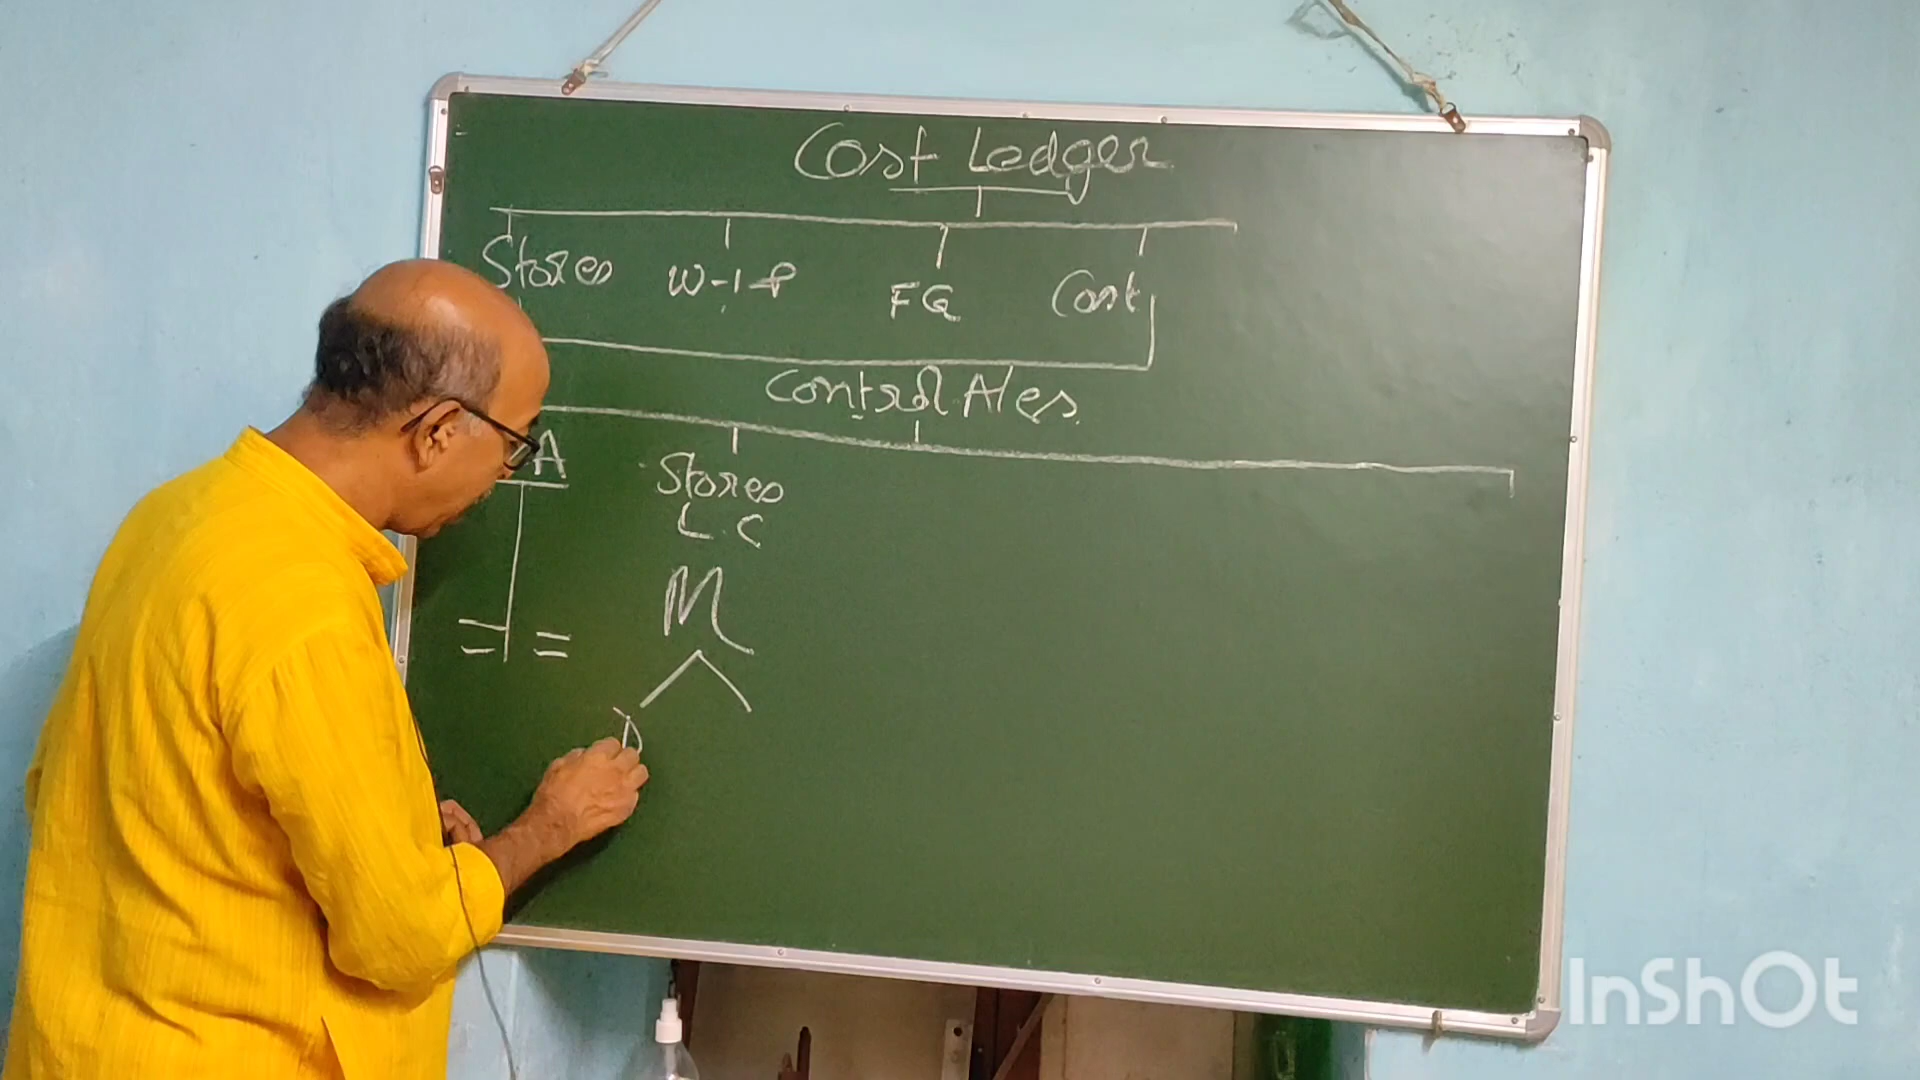 Cost Ledger
Stores W-I-P FG Cost
Control A/cs.
A Stores
L.C
M
D
InShOt